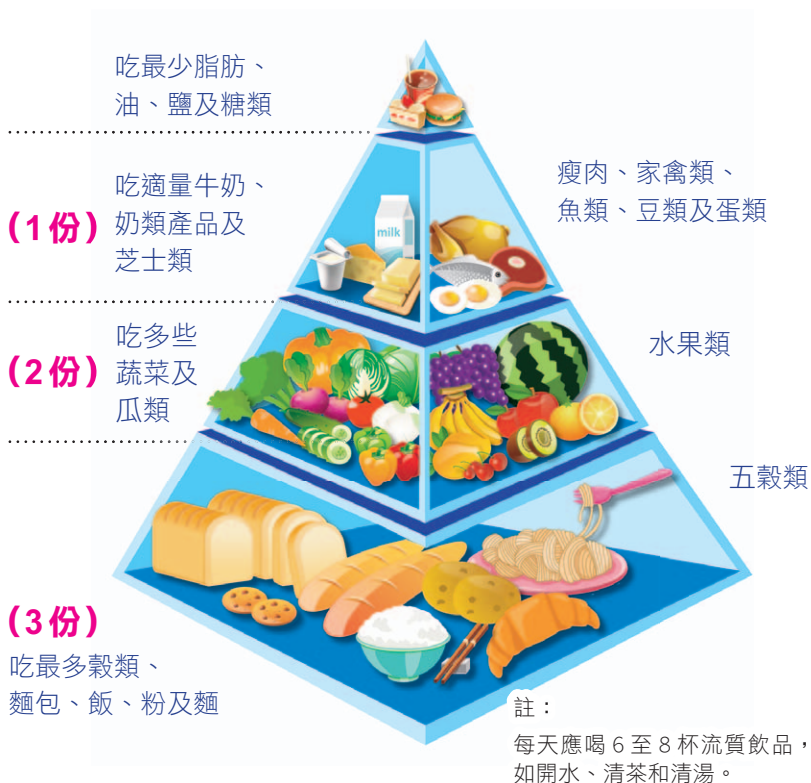 吃最少脂肪、
油、鹽及糖類
(1份)
吃適量牛奶、
奶類產品及
芝士類
milk
瘦肉、家禽類、
魚類、豆類及蛋類
(2份)
吃多些
蔬菜及
瓜類
水果類
五穀類
(3份)
吃最多穀類、
麵包、飯、粉及麵
註：
每天應喝6至8杯流質飲品，
如開水、清茶和清湯。